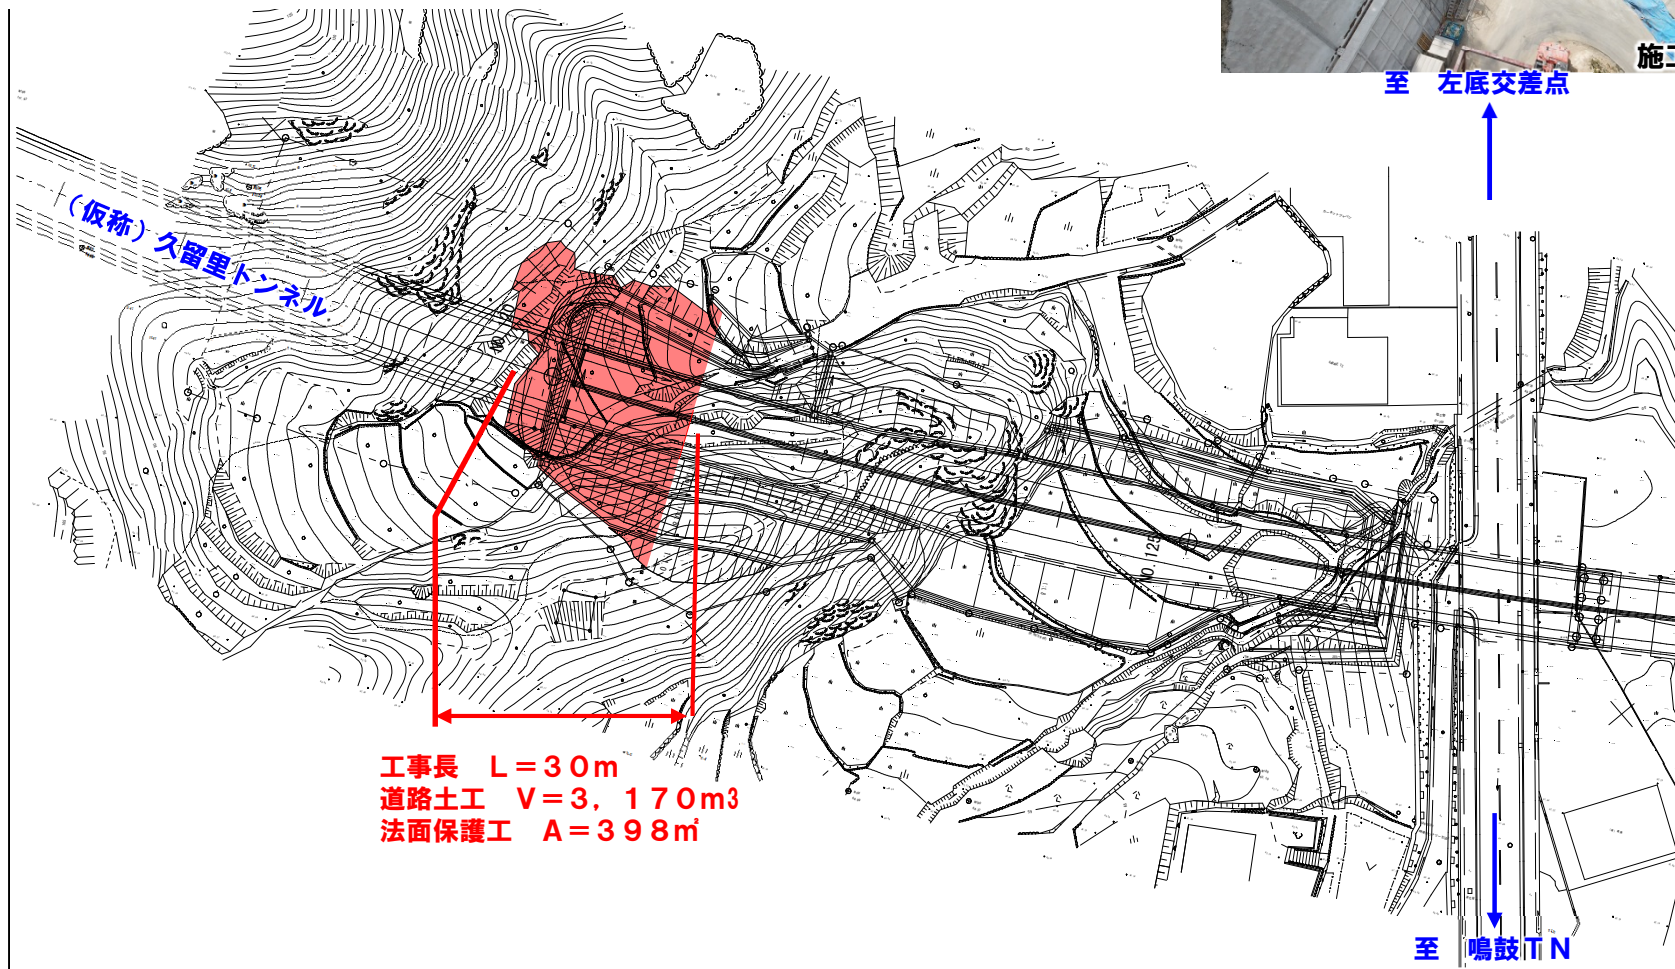 施工
至 左底交差点
（仮称）久留里トンネル
NO.125
工事長 Ｌ＝３０ｍ
道路土工 Ｖ＝３，１７０ｍ３
法面保護工 Ａ＝３９８㎡
至 鳴鼓ＴＮ